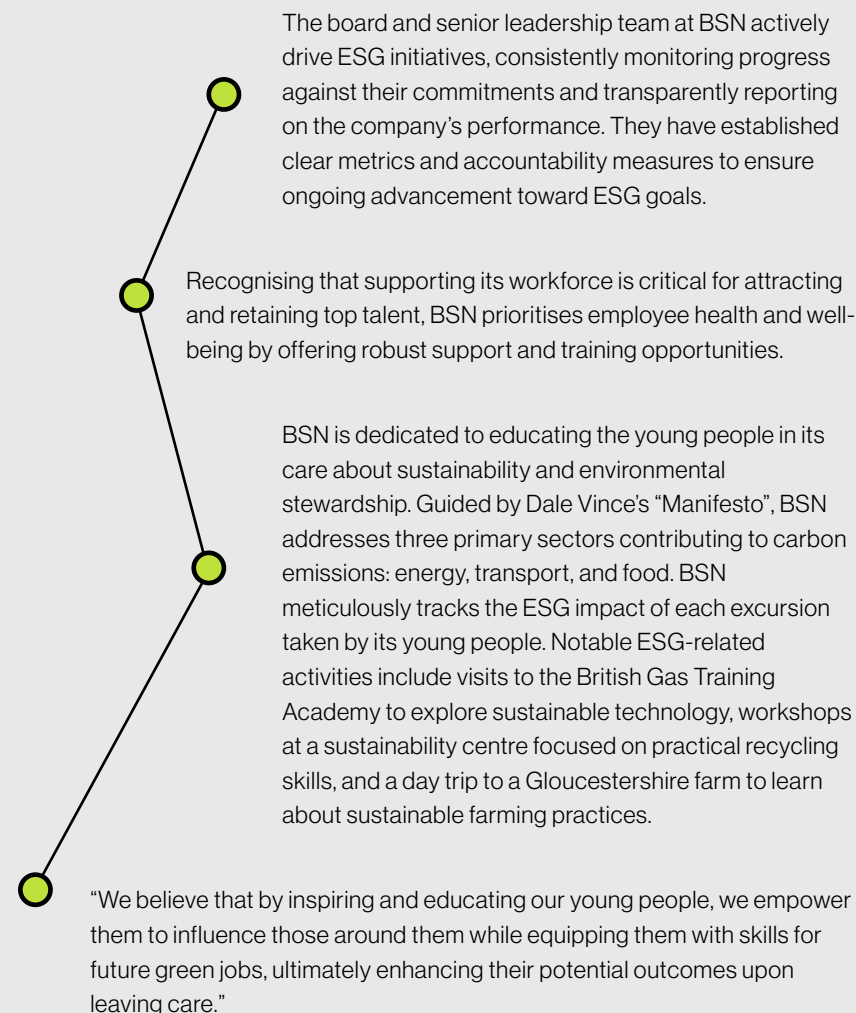 The board and senior leadership team at BSN actively
drive ESG initiatives, consistently monitoring progress
against their commitments and transparently reporting
on the company’s performance. They have established
clear metrics and accountability measures to ensure
ongoing advancement toward ESG goals.
Recognising that supporting its workforce is critical for attracting
and retaining top talent, BSN prioritises employee health and well-
being by offering robust support and training opportunities.
BSN is dedicated to educating the young people in its
care about sustainability and environmental
stewardship. Guided by Dale Vince’s “Manifesto”, BSN
addresses three primary sectors contributing to carbon
emissions: energy, transport, and food. BSN
meticulously tracks the ESG impact of each excursion
taken by its young people. Notable ESG-related
activities include visits to the British Gas Training
Academy to explore sustainable technology, workshops
at a sustainability centre focused on practical recycling
skills, and a day trip to a Gloucestershire farm to learn
about sustainable farming practices.
“We believe that by inspiring and educating our young people, we empower
them to influence those around them while equipping them with skills for
future green jobs, ultimately enhancing their potential outcomes upon
leaving care.”